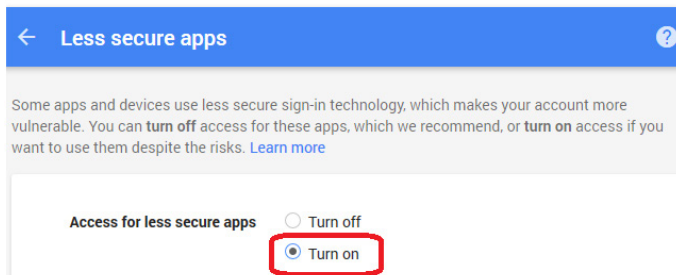 Less secure apps
Some apps and devices use less secure sign-in technology, which makes your account more
vulnerable. You can turn off access for these apps, which we recommend, or turn on access if you
want to use them despite the risks. Learn more
Access for less secure apps
Turn off
Turn on